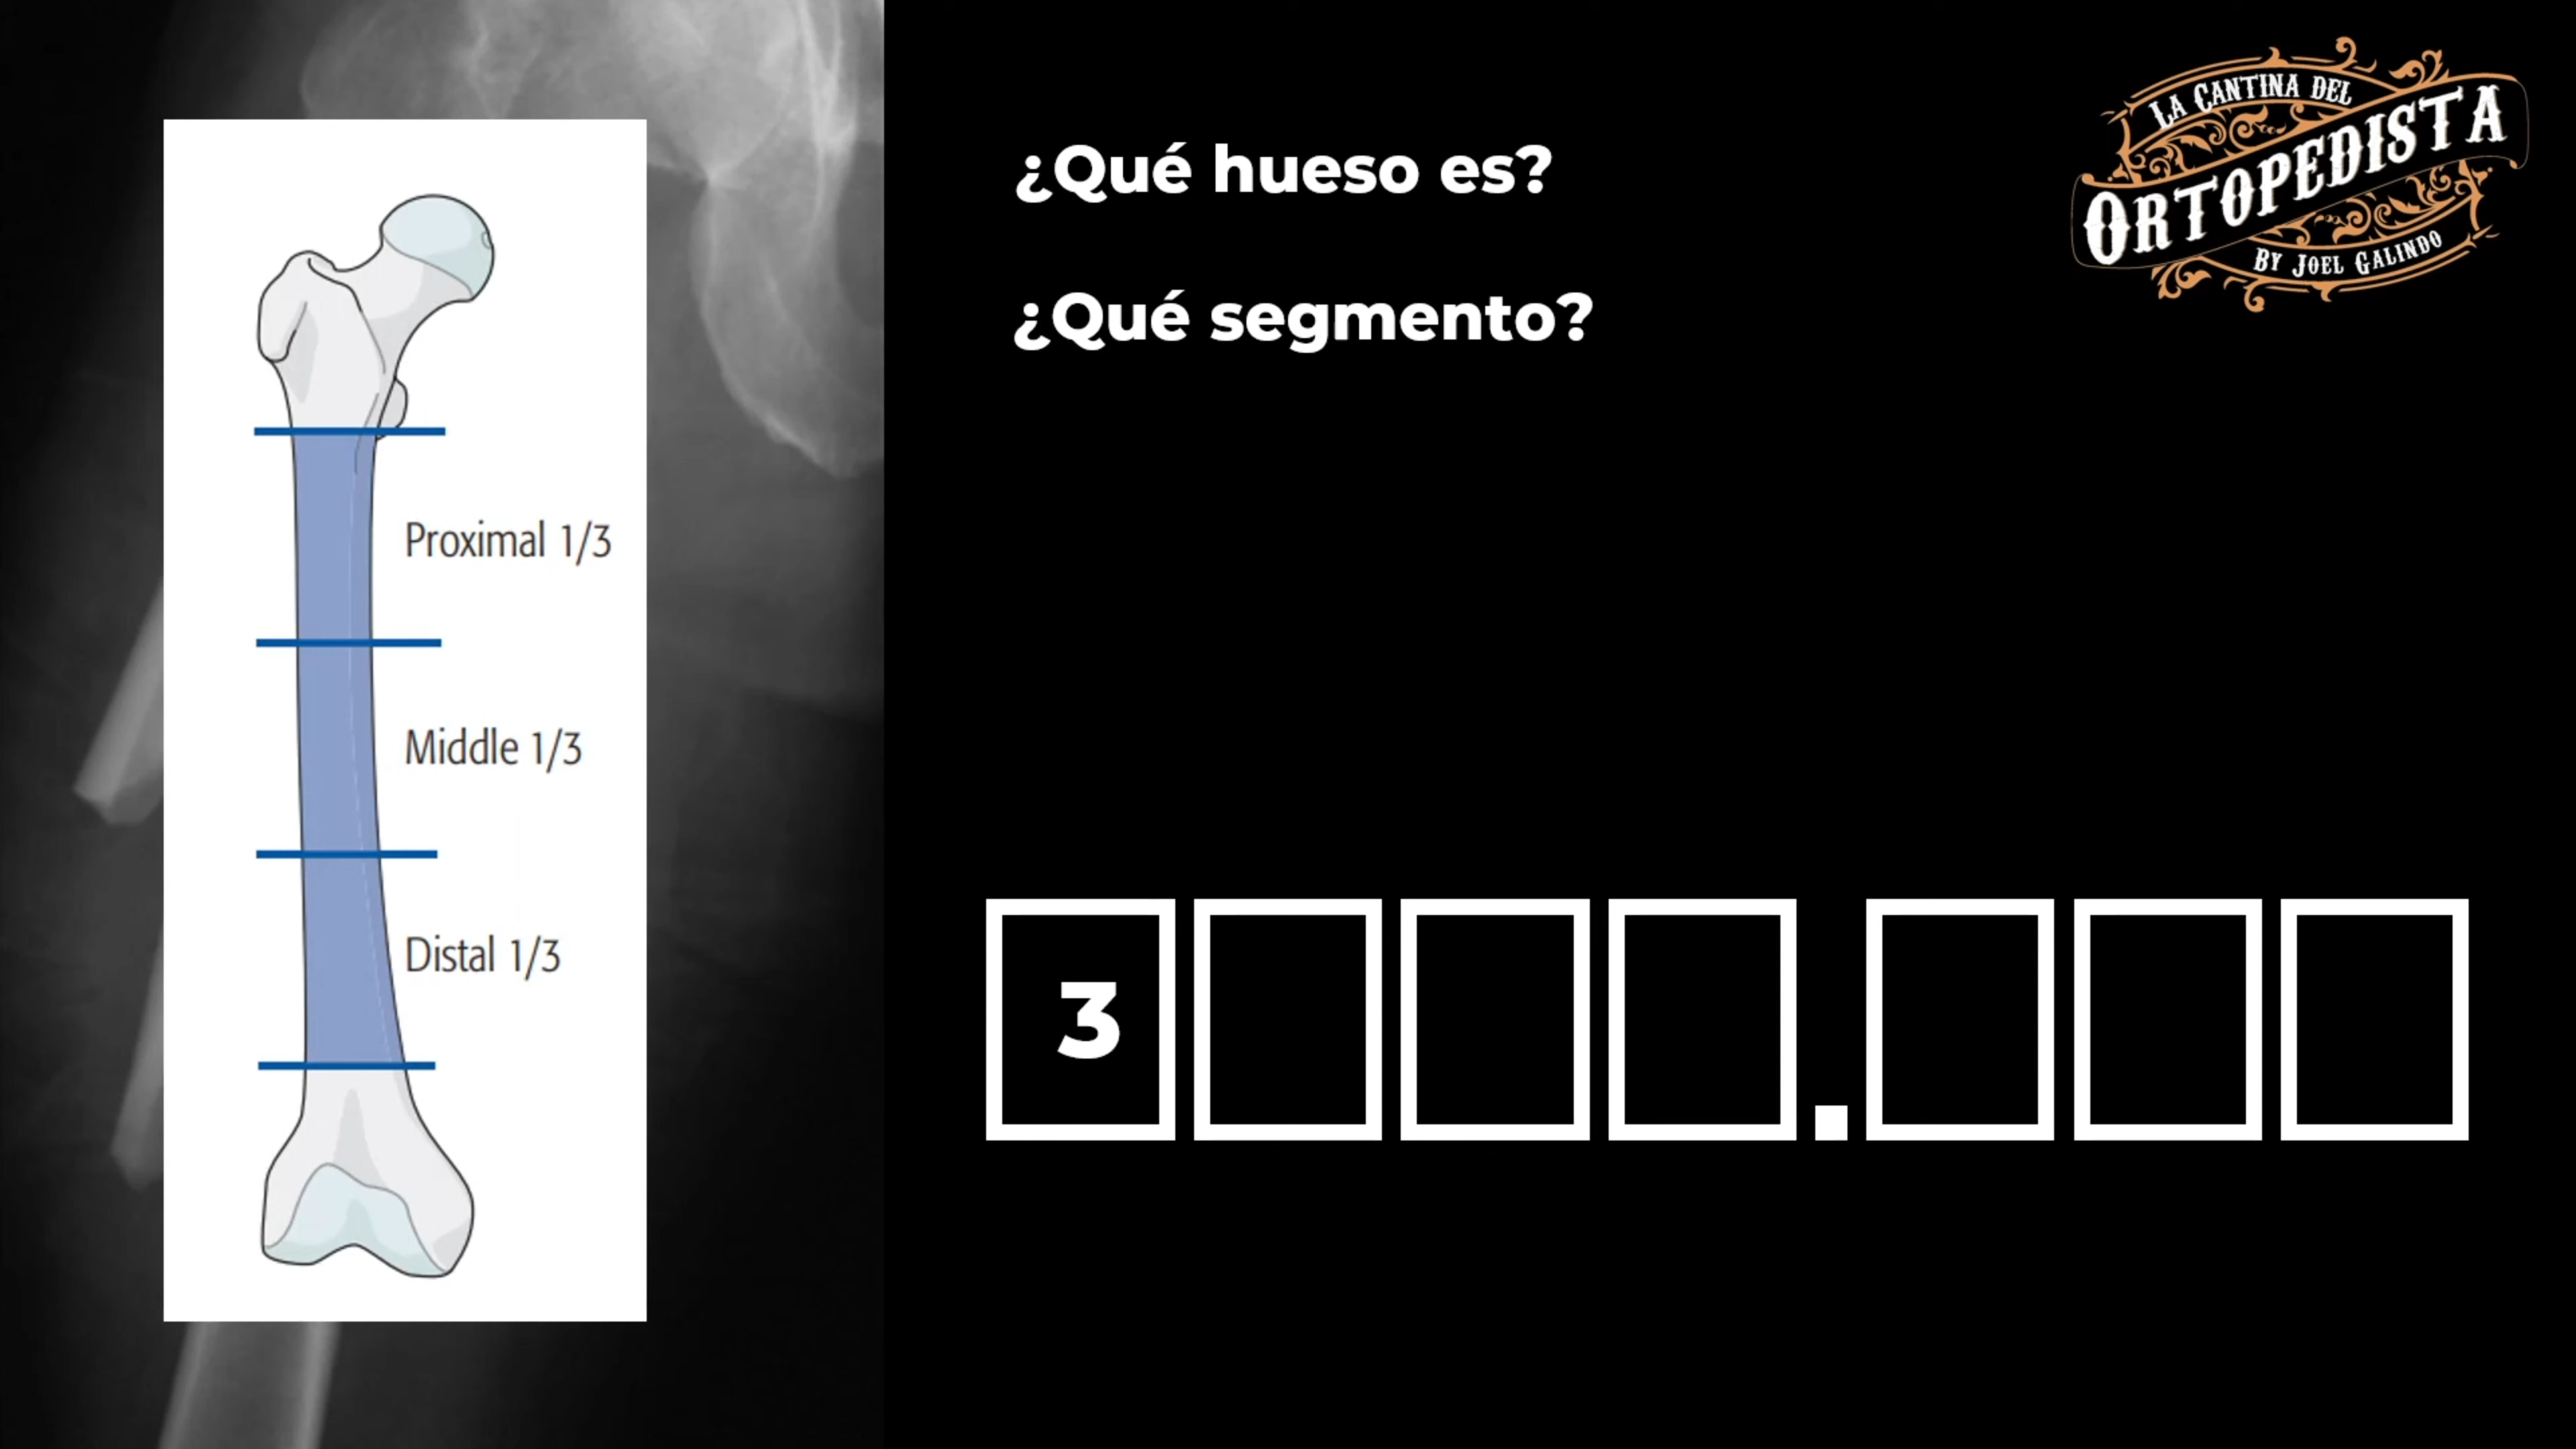 ¿Qué hueso es?
¿Qué segmento?
LA CANTINA DEL
ORTOPEDISTA
BY JOEL GALINDO
Proximal 1/3
Middle 1/3
Distal 1/3
3 .